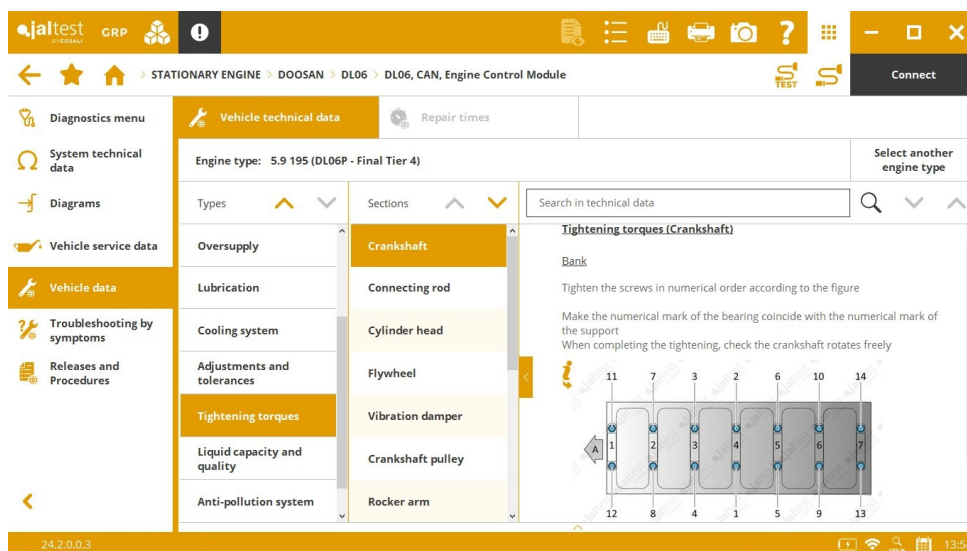 jaltest GRP
BY COJALI
> STATIONARY ENGINE > DOOSAN > DL06 > DL06, CAN, Engine Control Module
TEST
Connect
Diagnostics menu
System technical
data
Diagrams
Vehicle service data
Vehicle data
Troubleshooting by
symptoms
Releases and
Procedures
Vehicle technical data
Repair times
Engine type: 5.9 195 (DL06P - Final Tier 4)
Select another
engine type
Types
Sections
Search in technical data
Oversupply
Lubrication
Cooling system
Adjustments and
tolerances
Tightening torques
Liquid capacity and
quality
Anti-pollution system
Crankshaft
Connecting rod
Cylinder head
Flywheel
Vibration damper
Crankshaft pulley
Rocker arm
Tightening torques (Crankshaft)
Bank
Tighten the screws in numerical order according to the figure
Make the numerical mark of the bearing coincide with the numerical mark of
the support
When completing the tightening, check the crankshaft rotates freely
11 7 3 2 6 10 14
A 1 2 3 4 5 6 7
12 8 4 1 5 9 13
24.2.0.0.3